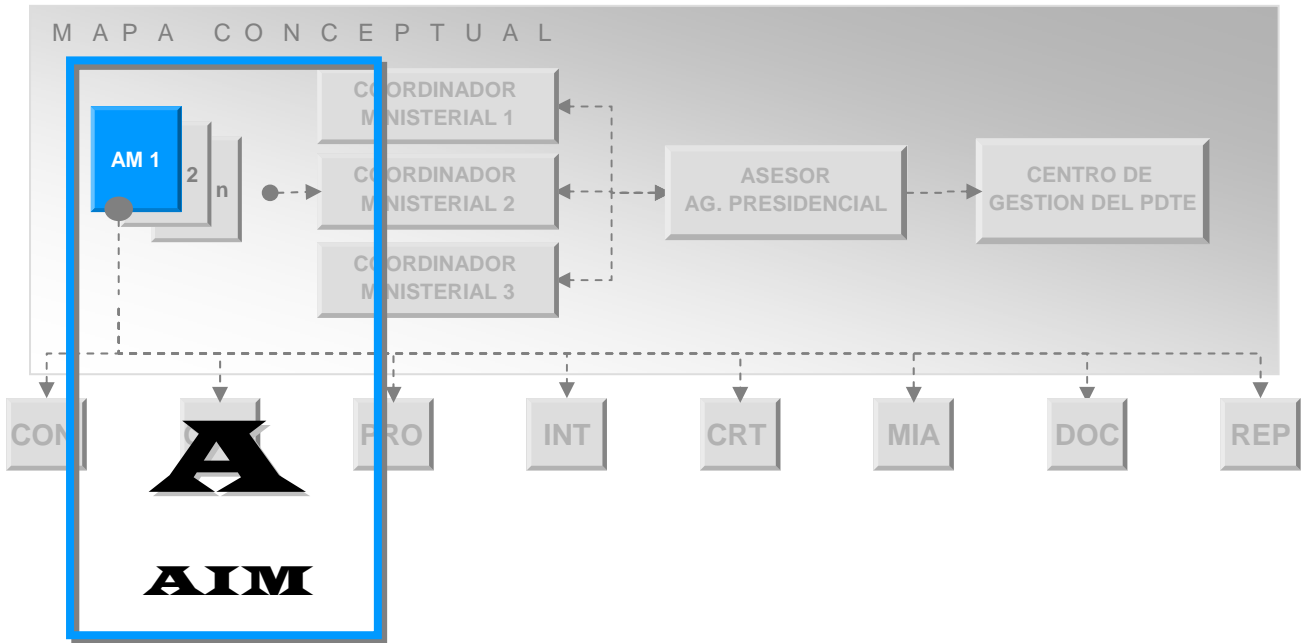 MAPA CONCEPTUAL
COORDINADOR
MINISTERIAL 1
AM 1
2
n
COORDINADOR
MINISTERIAL 2
ASESOR
AG. PRESIDENCIAL
CENTRO DE
GESTION DEL PDTE
COORDINADOR
MINISTERIAL 3
CON
PRO
INT
CRT
MIA
DOC
REP
A
AIM